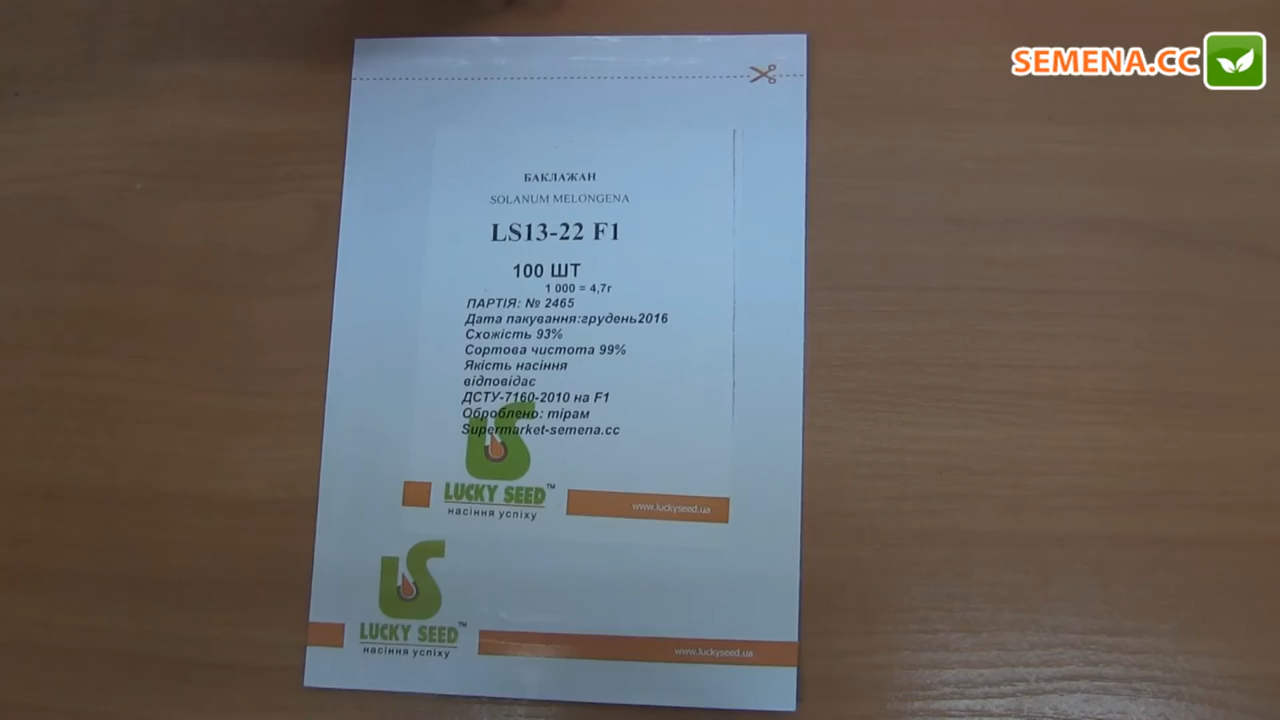 SEMENA.CC
БАКЛАЖАН
SOLANUM MELONGENA
LS13-22 F1
100 ШТ
1 000 = 4,7г
ПАРТІЯ: № 2465
Дата пакування:грудень2016
Схожість 93%
Сортова чистота 99%
Якість насіння
відповідає
ДСТУ-7160-2010 на F1
Оброблено: тірам
Supermarket-semena.cc
LUCKY SEED™
насіння успіху
www.luckyseed.ua
LUCKY SEED™
насіння успіху
www.luckyseed.ua